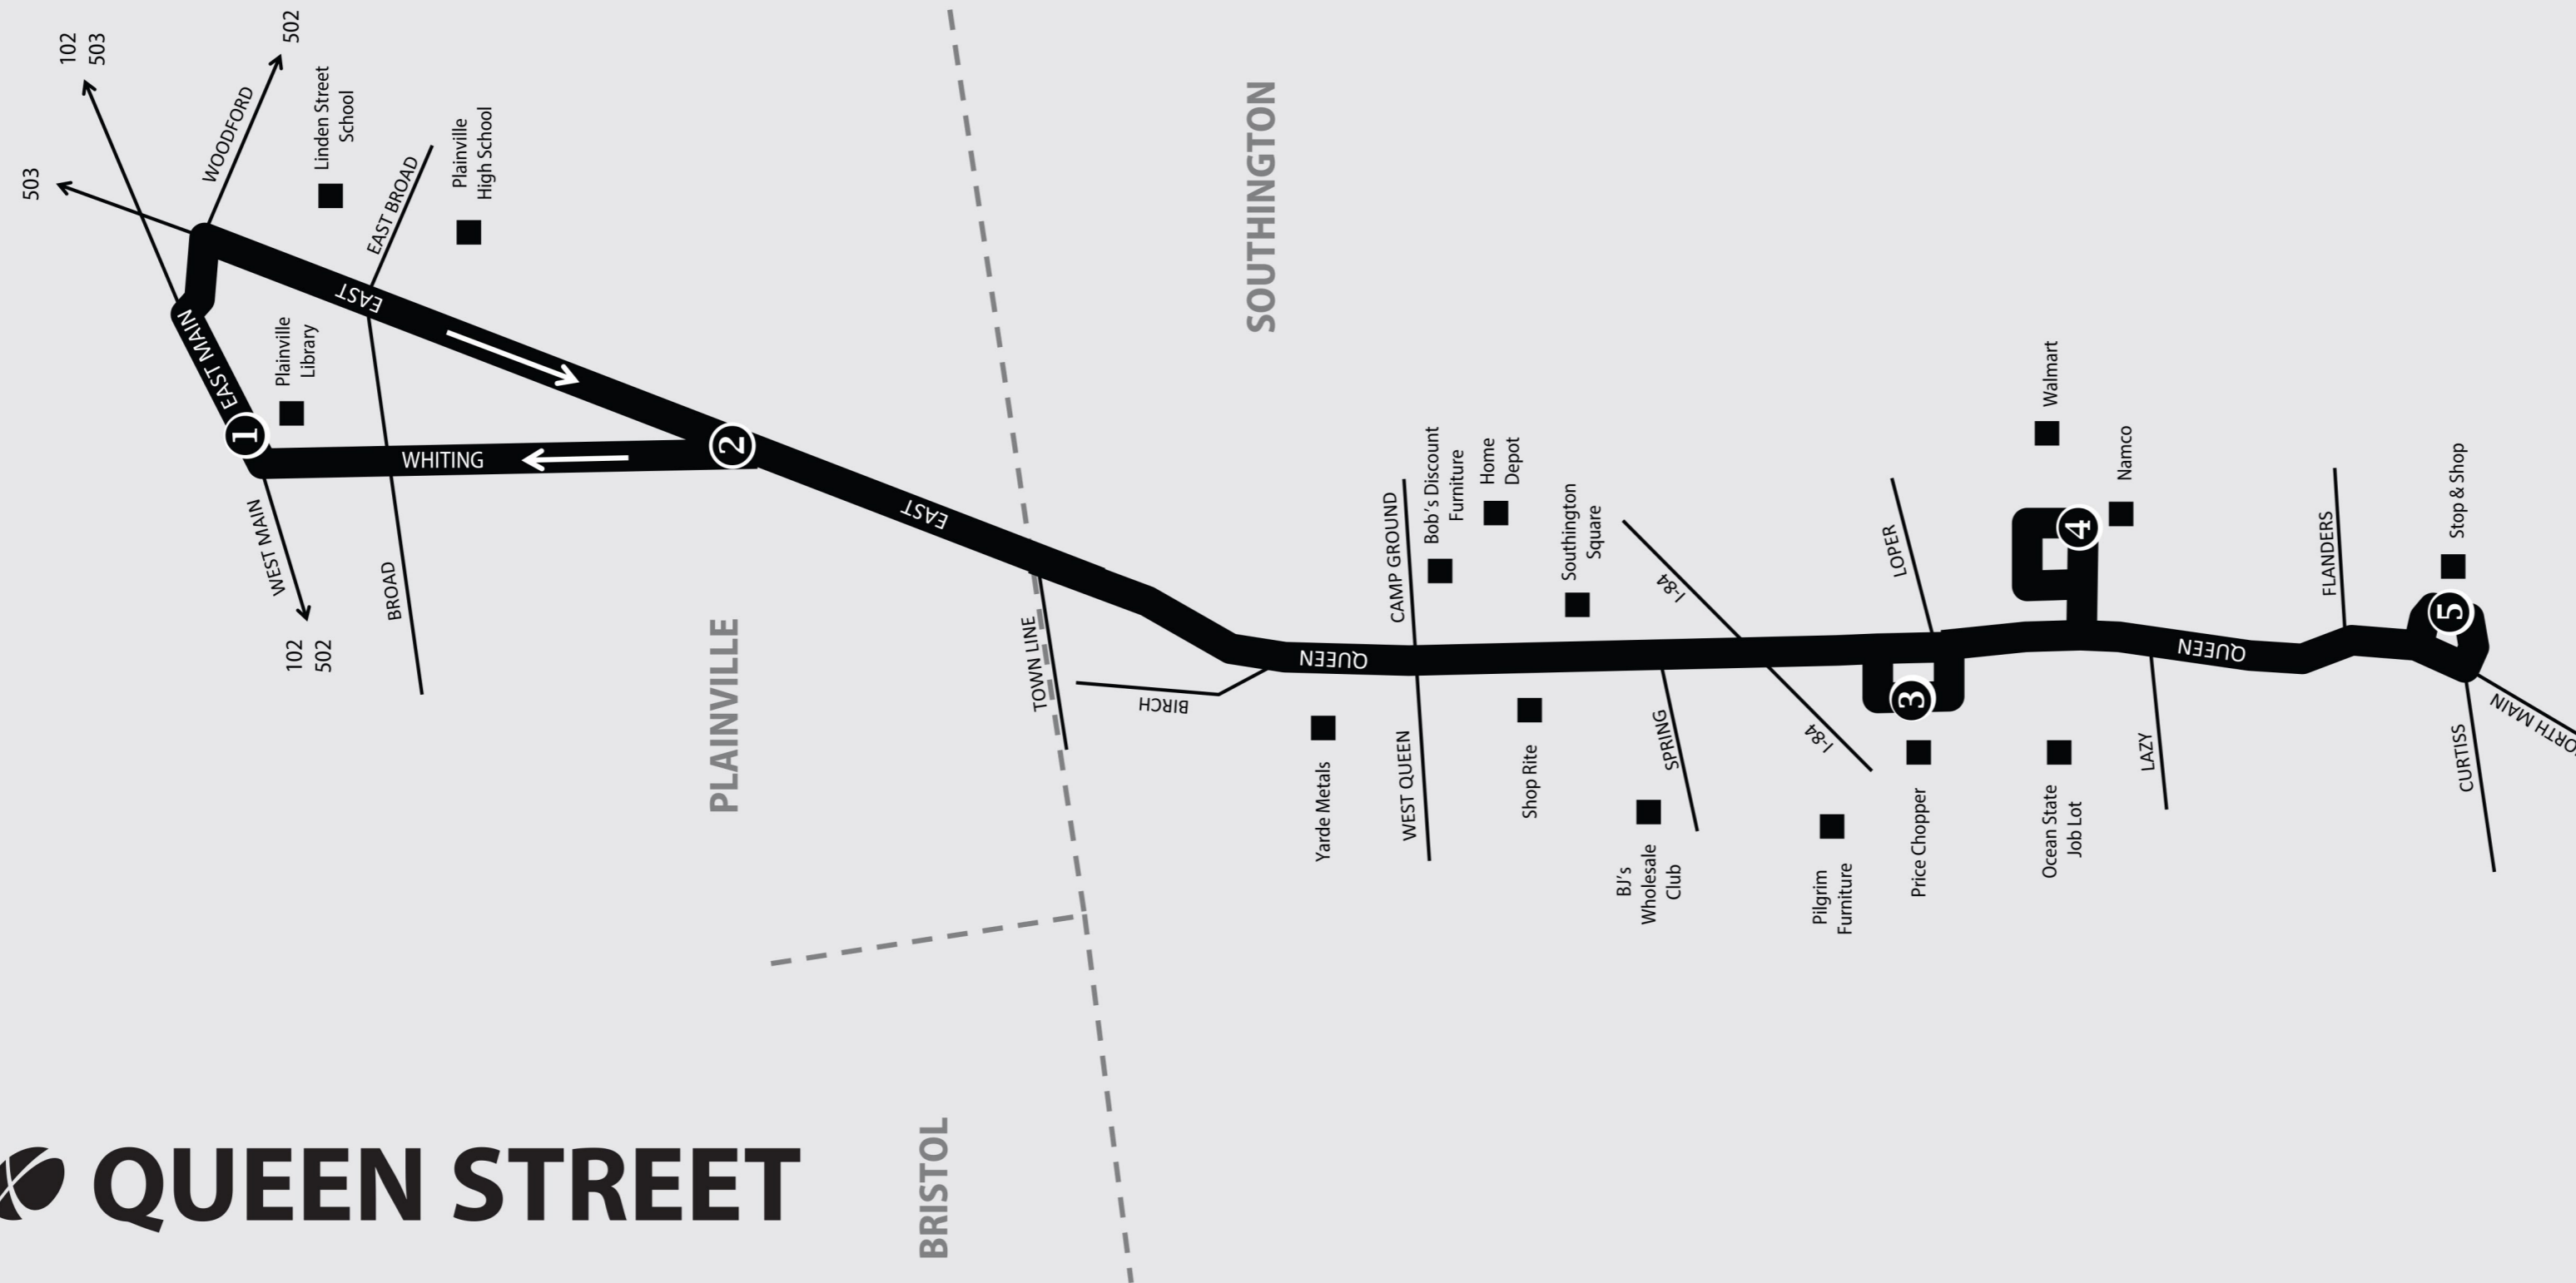 QUEEN STREET
102
503
503
502
WOODFORD
Linden Street
School
EAST BROAD
Plainville
High School
EAST
EAST MAIN
1
Plainville
Library
WHITING
2
WEST MAIN
102
502
BROAD
EAST
PLAINVILLE
SOUTHINGTON
BRISTOL
TOWN LINE
BIRCH
QUEEN
Yarde Metals
CAMP GROUND
WEST QUEEN
Bob's Discount
Furniture
Home
Depot
Shop Rite
Southington
Square
BJ's
Wholesale
Club
SPRING
I-84
I-84
Pilgrim
Furniture
LOPER
3
Price Chopper
Walmart
4
Namco
Ocean State
Job Lot
LAZY
QUEEN
FLANDERS
Stop & Shop
5
CURTISS
MAIN